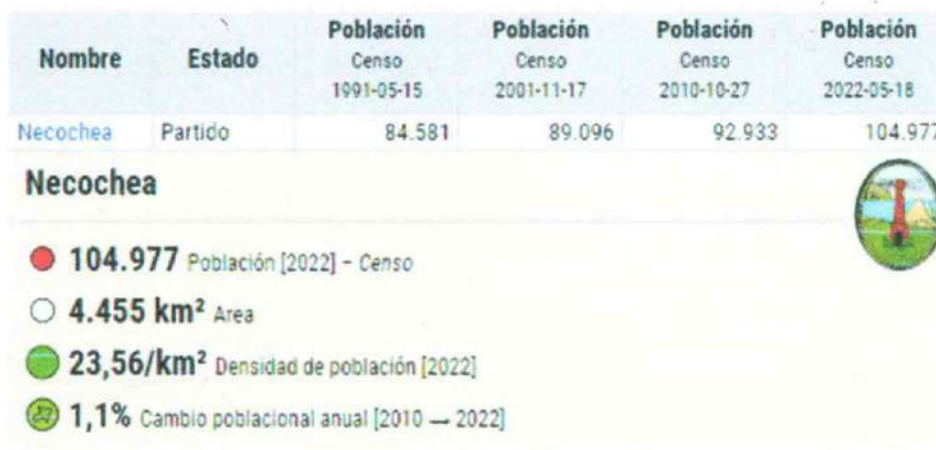 Nombre Estado Población Censo 1991-05-15 Población Censo 2001-11-17 Población Censo 2010-10-27 Población Censo 2022-05-18
Necochea Partido 84.581 89.096 92.933 104.977
Necochea
104.977 Población [2022] – Censo
4.455 km² Area
23,56/km² Densidad de población [2022]
1,1% Cambio poblacional anual [2010 → 2022]